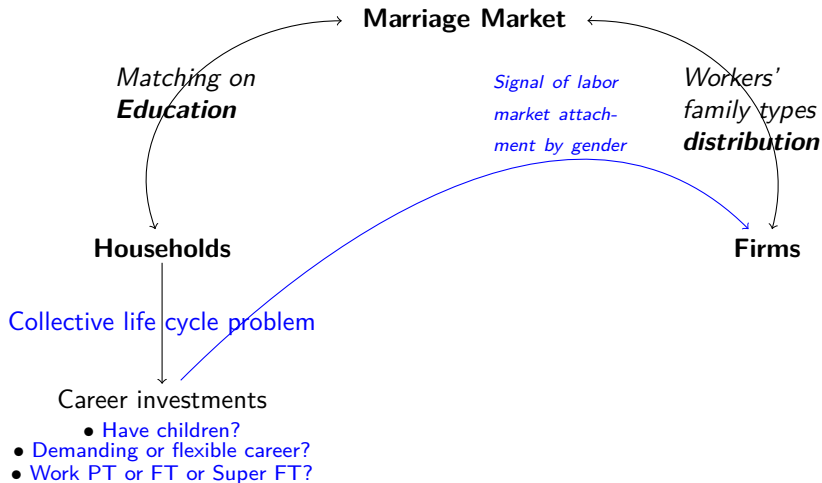 Marriage Market
Matching on
Education
Signal of labor
market attach-
ment by gender
Workers'
family types
distribution
Households
Firms
Collective life cycle problem
Career investments
• Have children?
• Demanding or flexible career?
• Work PT or FT or Super FT?